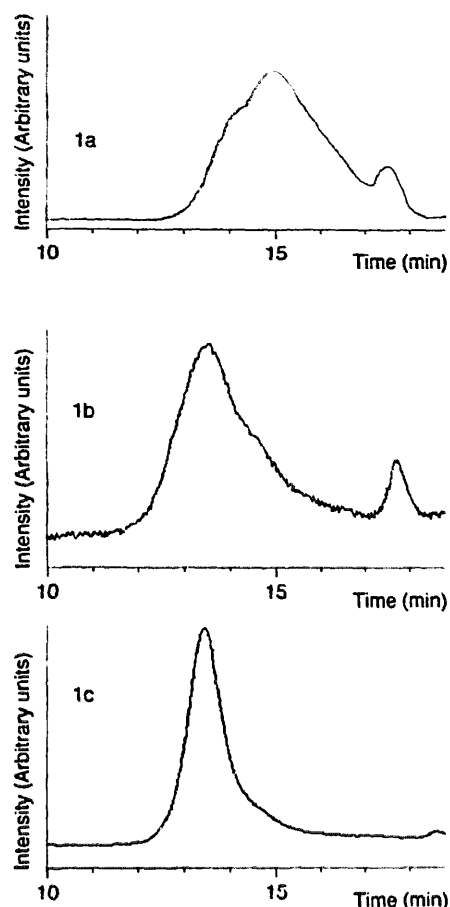 Intensity (Arbitrary units)
1a
10
15
Time (min)
Intensity (Arbitrary units)
1b
10
15
Time (min)
Intensity (Arbitrary units)
1c
10
15
Time (min)